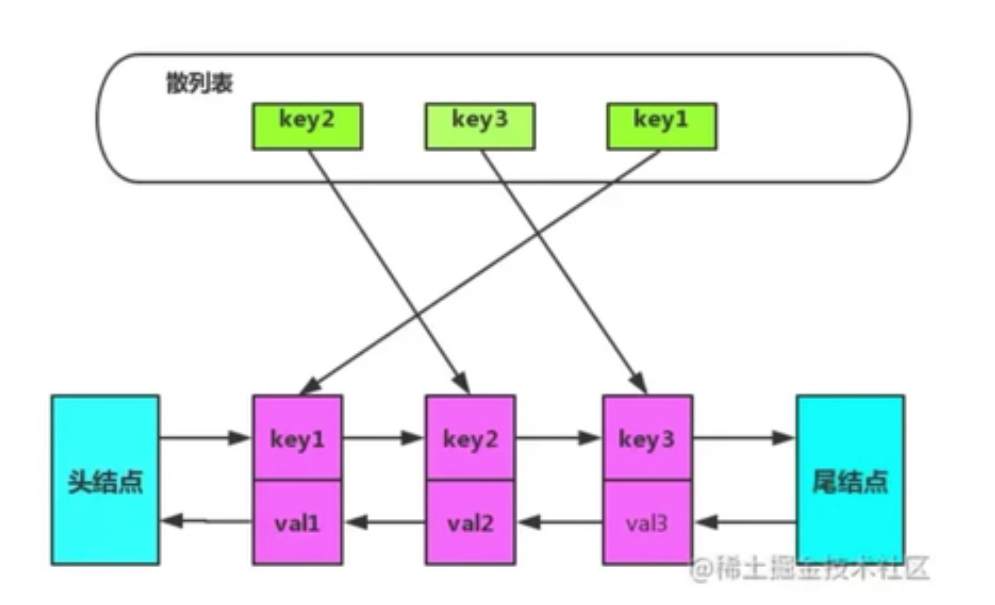 散列表
key2 key3 key1
key1 key2 key3
头结点 尾结点
val1 val2 val3
@稀土掘金技术社区